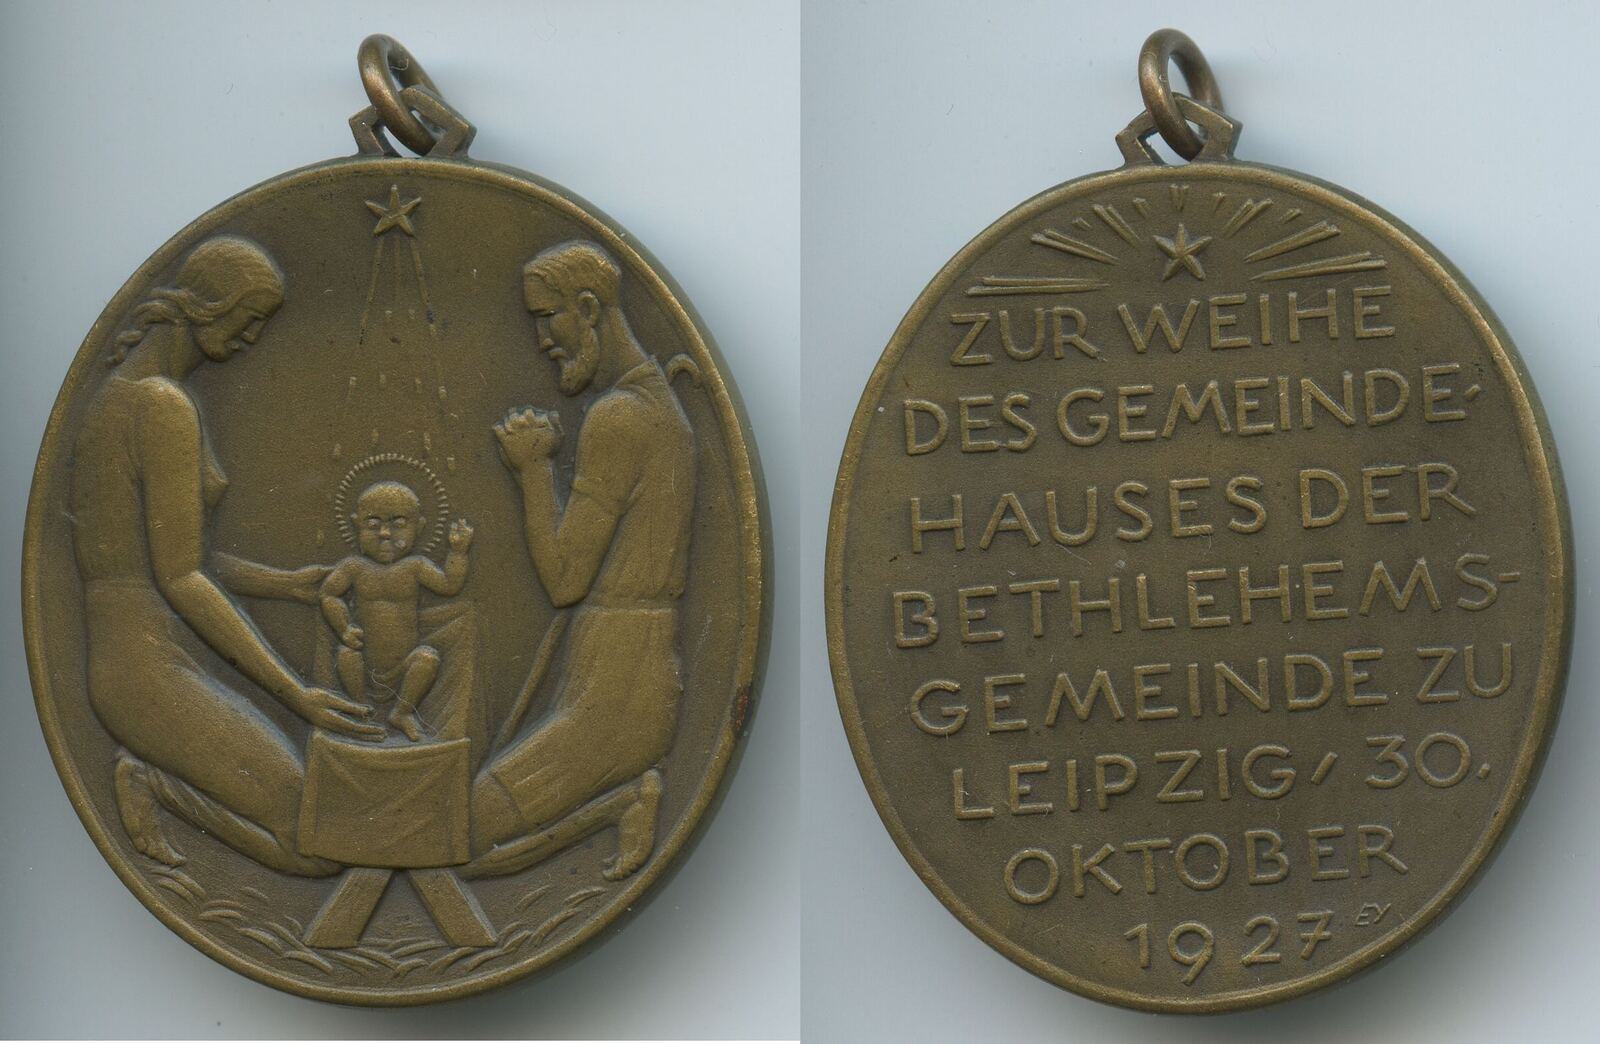 ZUR WEIHE
DES GEMEINDE-
HAUSES DER
BETHLEHEMS-
GEMEINDE ZU
LEIPZIG, 30.
OKTOBER
1927 EY